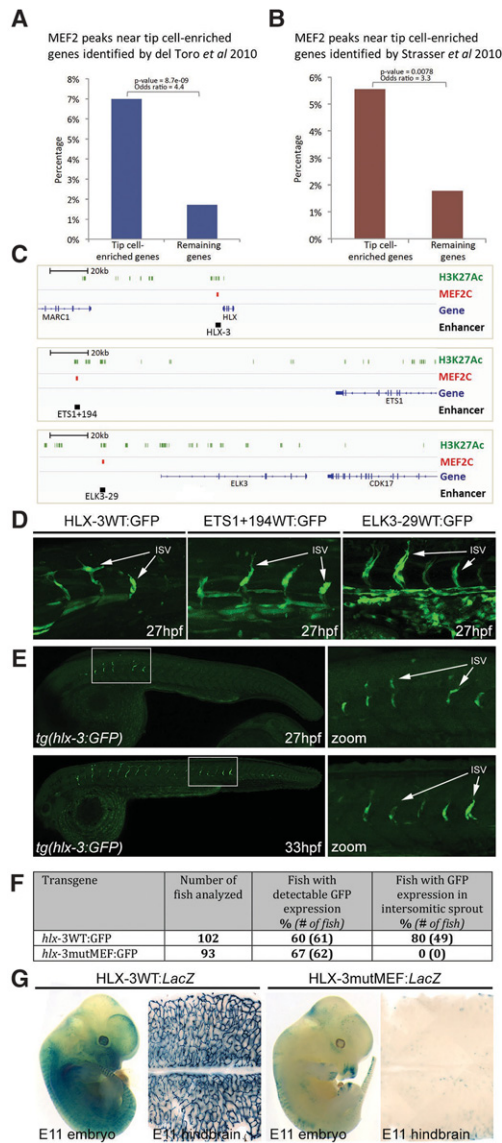 A
MEF2 peaks near tip cell-enriched
genes identified by del Toro et al 2010
p-value = 8.7e-09
Odds ratio = 4.4
8%
7%
6%
5%
4%
3%
2%
1%
0%
Percentage
Tip cell-
enriched genes
Remaining
genes
B
MEF2 peaks near tip cell-enriched
genes identified by Strasser et al 2010
p-value = 0.0078
Odds ratio = 3.3
6%
5%
4%
3%
2%
1%
0%
Percentage
Tip cell-
enriched genes
Remaining
genes
C
20kb
H3K27Ac
MEF2C
Gene
Enhancer
MARC1
HLX
HLX-3
20kb
H3K27Ac
MEF2C
Gene
Enhancer
ETS1
ETS1+194
20kb
H3K27Ac
MEF2C
Gene
Enhancer
ELK3
CDK17
ELK3-29
D
HLX-3WT:GFP
ETS1+194WT:GFP
ELK3-29WT:GFP
ISV
ISV
ISV
27hpf
27hpf
27hpf
E
ISV
tg(hlx-3:GFP)
27hpf
zoom
ISV
tg(hlx-3:GFP)
33hpf
zoom
F
Transgene
Number of
fish analyzed
Fish with
detectable GFP
expression
% (# of fish)
Fish with GFP
expression in
intersomitic sprout
% (# of fish)
hlx-3WT:GFP
102
60 (61)
80 (49)
hlx-3mutMEF:GFP
93
67 (62)
0 (0)
G
HLX-3WT:LacZ
HLX-3mutMEF:LacZ
E11 embryo
E11 hindbrain
E11 embryo
E11 hindbrain